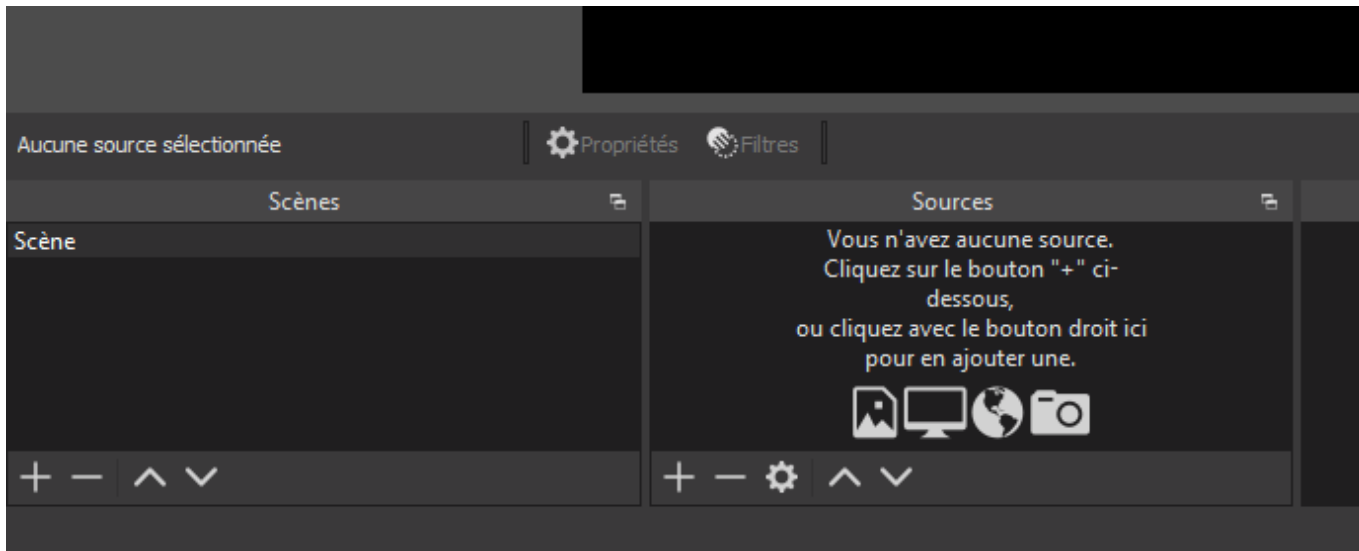 Aucune source sélectionnée
Propriétés
Filtres
Scènes
Sources
Scène
Vous n'avez aucune source.
Cliquez sur le bouton "+" ci-
dessous,
ou cliquez avec le bouton droit ici
pour en ajouter une.